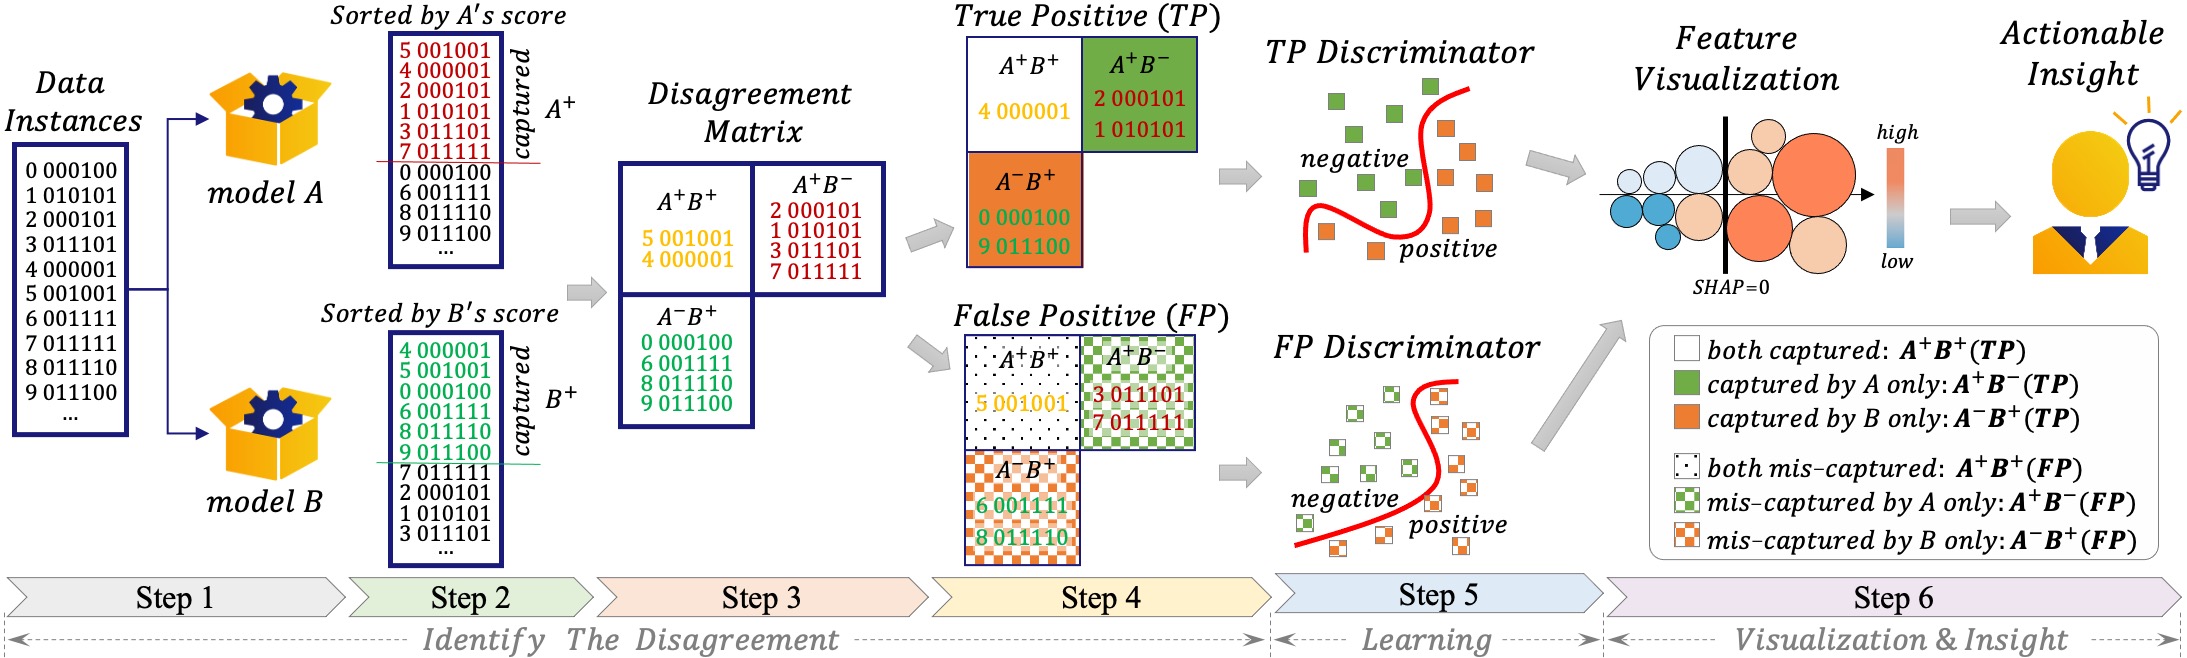 Data
Instances
0 000100
1 010101
2 000101
3 011101
4 000001
5 001001
6 001111
7 011111
8 011110
9 011100
...
model A
model B
Sorted by A's score
5 001001
4 000001
2 000101
1 010101
3 011101
7 011111
0 000100
6 001111
8 011110
9 011100
...
captured
A⁺
Sorted by B's score
4 000001
5 001001
0 000100
6 001111
8 011110
9 011100
7 011111
2 000101
1 010101
3 011101
...
captured
B⁺
Disagreement
Matrix
A⁺B⁺
5 001001
4 000001
A⁺B⁻
2 000101
1 010101
3 011101
7 011111
A⁻B⁺
0 000100
6 001111
8 011110
9 011100
True Positive (TP)
A⁺B⁺
4 000001
A⁺B⁻
2 000101
1 010101
A⁻B⁺
0 000100
9 011100
False Positive (FP)
A⁺B⁺
5 001001
A⁺B⁻
3 011101
7 011111
A⁻B⁺
6 001111
8 011110
TP Discriminator
negative
positive
FP Discriminator
negative
positive
Feature
Visualization
SHAP=0
high
low
Actionable
Insight
both captured: A⁺B⁺(TP)
captured by A only: A⁺B⁻(TP)
captured by B only: A⁻B⁺(TP)
both mis-captured: A⁺B⁺(FP)
mis-captured by A only: A⁺B⁻(FP)
mis-captured by B only: A⁻B⁺(FP)
Step 1
Step 2
Step 3
Step 4
Step 5
Step 6
Identify The Disagreement
Learning
Visualization & Insight